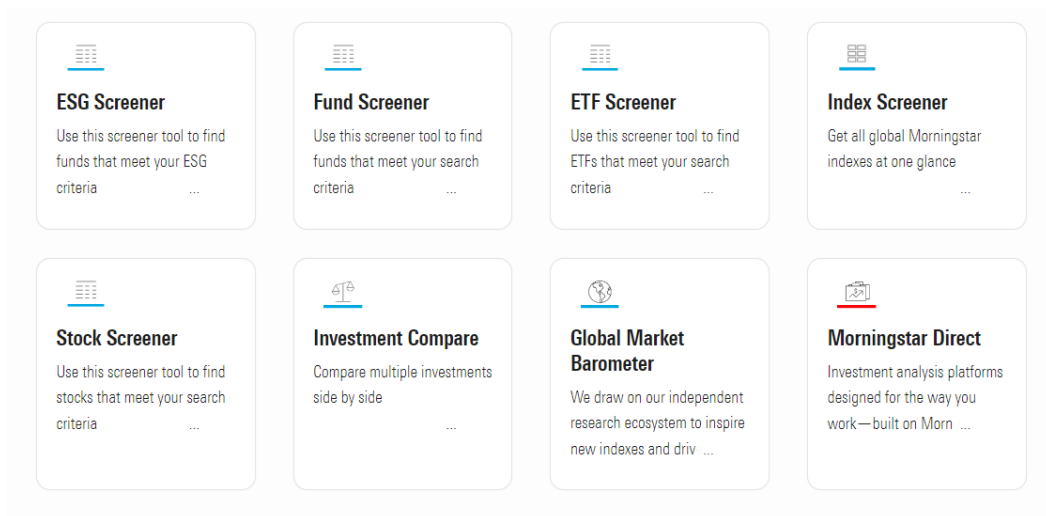 ESG Screener
Use this screener tool to find
funds that meet your ESG
criteria ...
Fund Screener
Use this screener tool to find
funds that meet your search
criteria ...
ETF Screener
Use this screener tool to find
ETFs that meet your search
criteria ...
Index Screener
Get all global Morningstar
indexes at one glance
...
Stock Screener
Use this screener tool to find
stocks that meet your search
criteria ...
Investment Compare
Compare multiple investments
side by side
...
Global Market
Barometer
We draw on our independent
research ecosystem to inspire
new indexes and driv ...
Morningstar Direct
Investment analysis platforms
designed for the way you
work—built on Morn ...